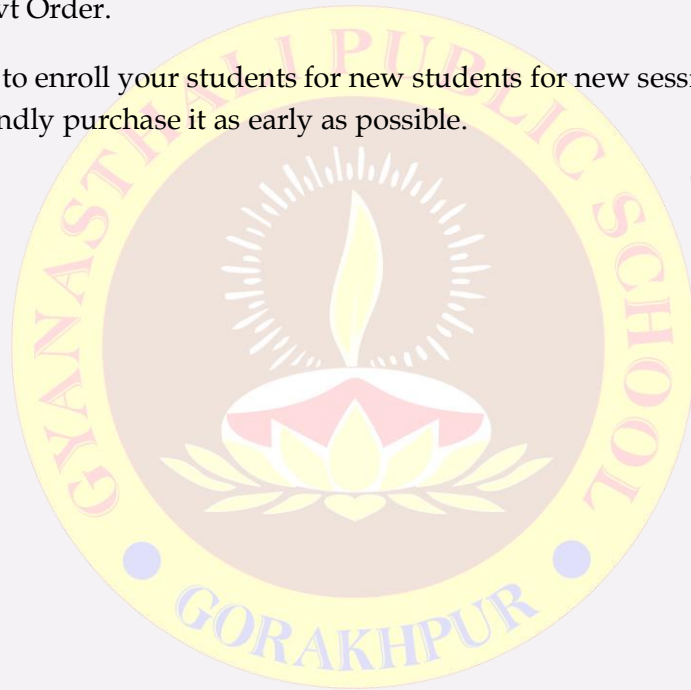 vt Order.
to enroll your students for new students for new sessi
ndly purchase it as early as possible.
GYANASTHALI PUBLIC SCHOOL
GORAKHPUR